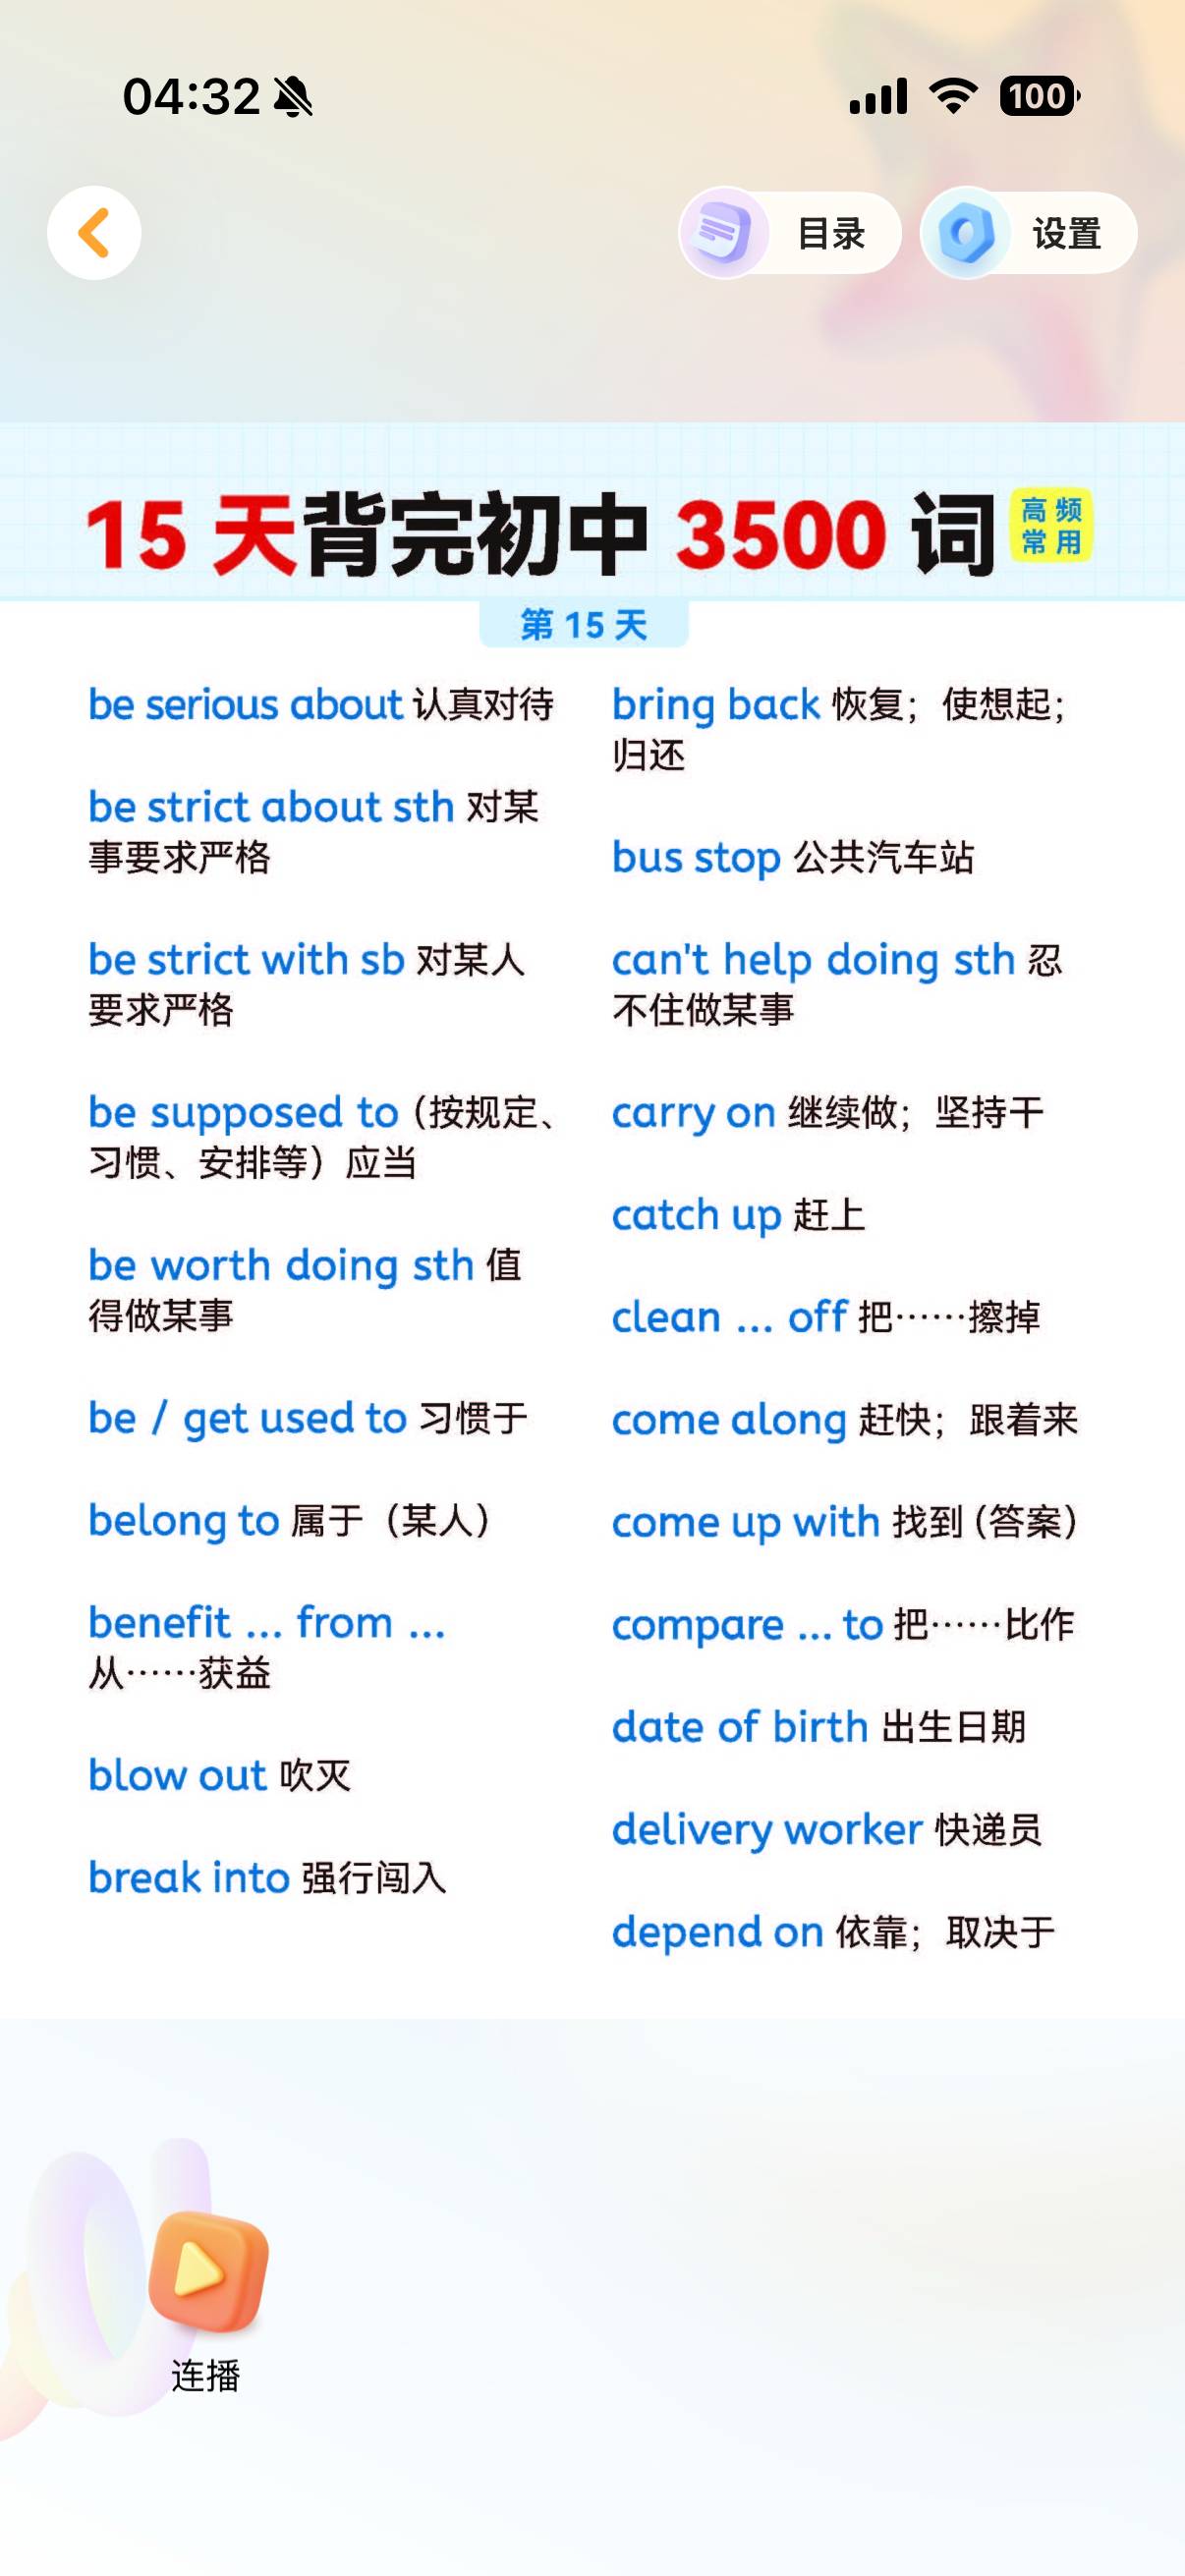 04:32
100
目录
设置
15 天背完初中 3500 词
高频
常用
第 15 天
be serious about 认真对待
be strict about sth 对某
事要求严格
be strict with sb 对某人
要求严格
be supposed to（按规定、
习惯、安排等）应当
be worth doing sth 值
得做某事
be / get used to 习惯于
belong to 属于（某人）
benefit ... from ...
从……获益
blow out 吹灭
break into 强行闯入
bring back 恢复；使想起；
归还
bus stop 公共汽车站
can't help doing sth 忍
不住做某事
carry on 继续做；坚持干
catch up 赶上
clean ... off 把……擦掉
come along 赶快；跟着来
come up with 找到（答案）
compare ... to 把……比作
date of birth 出生日期
delivery worker 快递员
depend on 依靠；取决于
连播